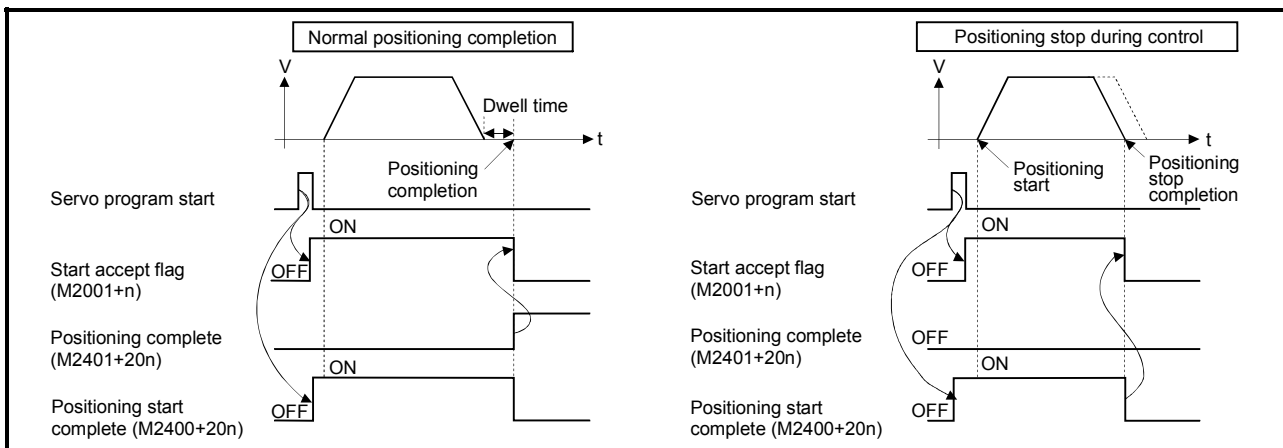 Normal positioning completion
V
Dwell time
t
Positioning
completion
Servo program start
ON
OFF
Start accept flag
(M2001+n)
Positioning complete
(M2401+20n)
ON
OFF
Positioning start
complete (M2400+20n)
Positioning stop during control
V
t
Positioning
start
Positioning
stop
completion
Servo program start
ON
OFF
Start accept flag
(M2001+n)
Positioning complete
(M2401+20n)
OFF
ON
OFF
Positioning start
complete (M2400+20n)